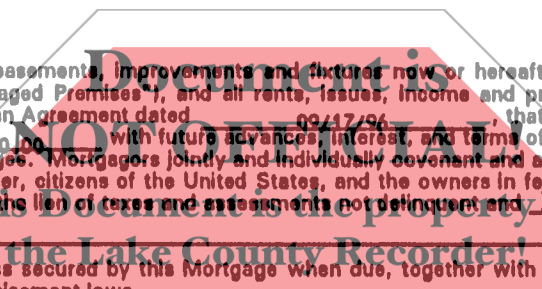 Document is
easements, improvements and fixtures now or hereaft
aged Premises"), and all rents, issues, income and
n Agreement dated 09/17/96, that
NOT OFFICIAL!
with future advances, interest, and terms of
Mortgagors jointly and individually covenant and a
er, citizens of the United States, and the owners in fe
This Document is the property
the lien of taxes and assessments not delinquent and
the Lake County Recorder!
s secured by this Mortgage when due, together with